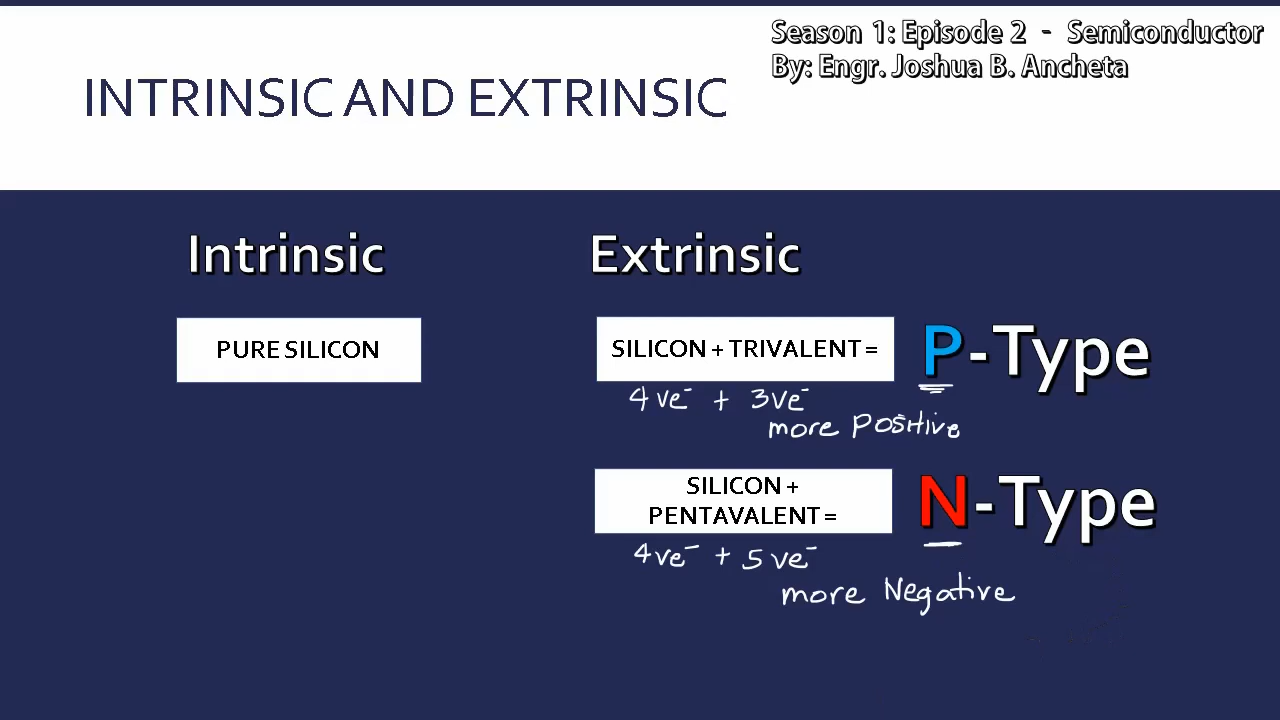 Season 1: Episode 2 - Semiconductor
By: Engr. Joshua B. Ancheta
INTRINSIC AND EXTRINSIC
Intrinsic
Extrinsic
PURE SILICON
SILICON + TRIVALENT =
P-Type
4ve⁻ + 3ve⁻
more Positive
SILICON +
PENTAVALENT =
N-Type
4ve⁻ + 5ve⁻
more Negative